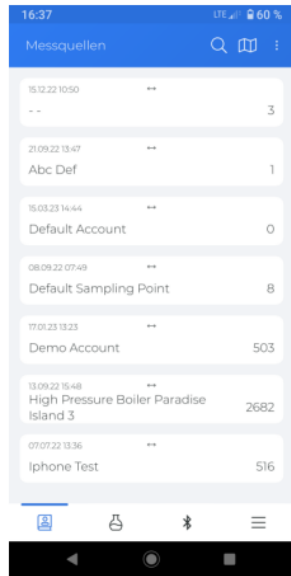 16:37 LTE 60 %
Messquellen
15.12.22 10:50 ↔
- - 3
21.09.22 13:47 ↔
Abc Def 1
15.03.23 14:44 ↔
Default Account 0
08.09.22 07:49 ↔
Default Sampling Point 8
17.01.23 13:23 ↔
Demo Account 503
13.09.22 15:48 ↔
High Pressure Boiler Paradise
Island 3 2682
07.07.22 13:36 ↔
Iphone Test 516